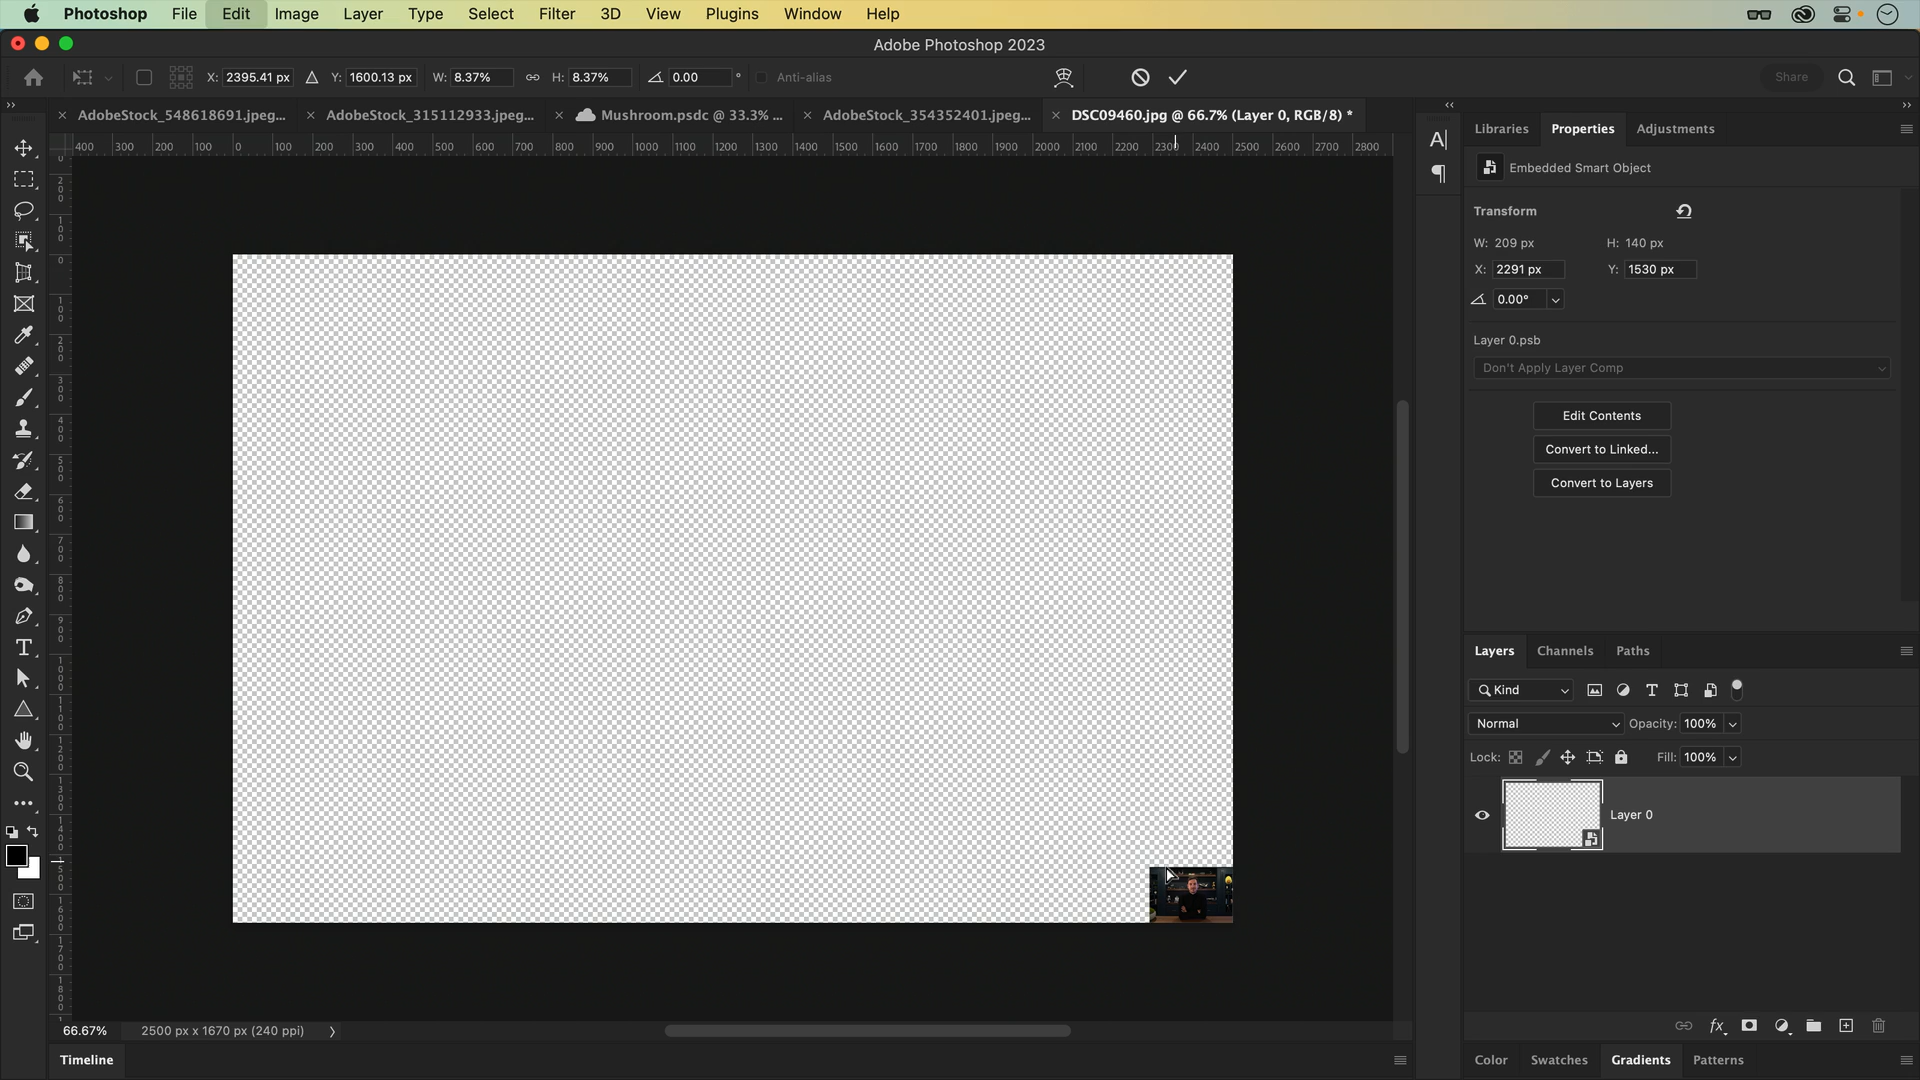 Photoshop File Edit Image Layer Type Select Filter 3D View Plugins Window Help
Adobe Photoshop 2023
X: 2395.41 px Y: 1600.13 px W: 8.37% H: 8.37% 0.00 ° Anti-alias Share
AdobeStock_548618691.jpeg... AdobeStock_315112933.jpeg... Mushroom.psdc @ 33.3% ... AdobeStock_354352401.jpeg... DSC09460.jpg @ 66.7% (Layer 0, RGB/8) *
400 300 200 100 0 100 200 300 400 500 600 700 800 900 1000 1100 1200 1300 1400 1500 1600 1700 1800 1900 2000 2100 2200 2300 2400 2500 2600 2700 2800
Libraries Properties Adjustments
Embedded Smart Object
Transform
W: 209 px H: 140 px
X: 2291 px Y: 1530 px
0.00°
Layer 0.psb
Don't Apply Layer Comp
Edit Contents
Convert to Linked...
Convert to Layers
Layers Channels Paths
Kind
Normal Opacity: 100%
Lock: Fill: 100%
Layer 0
66.67% 2500 px x 1670 px (240 ppi)
Timeline
Color Swatches Gradients Patterns